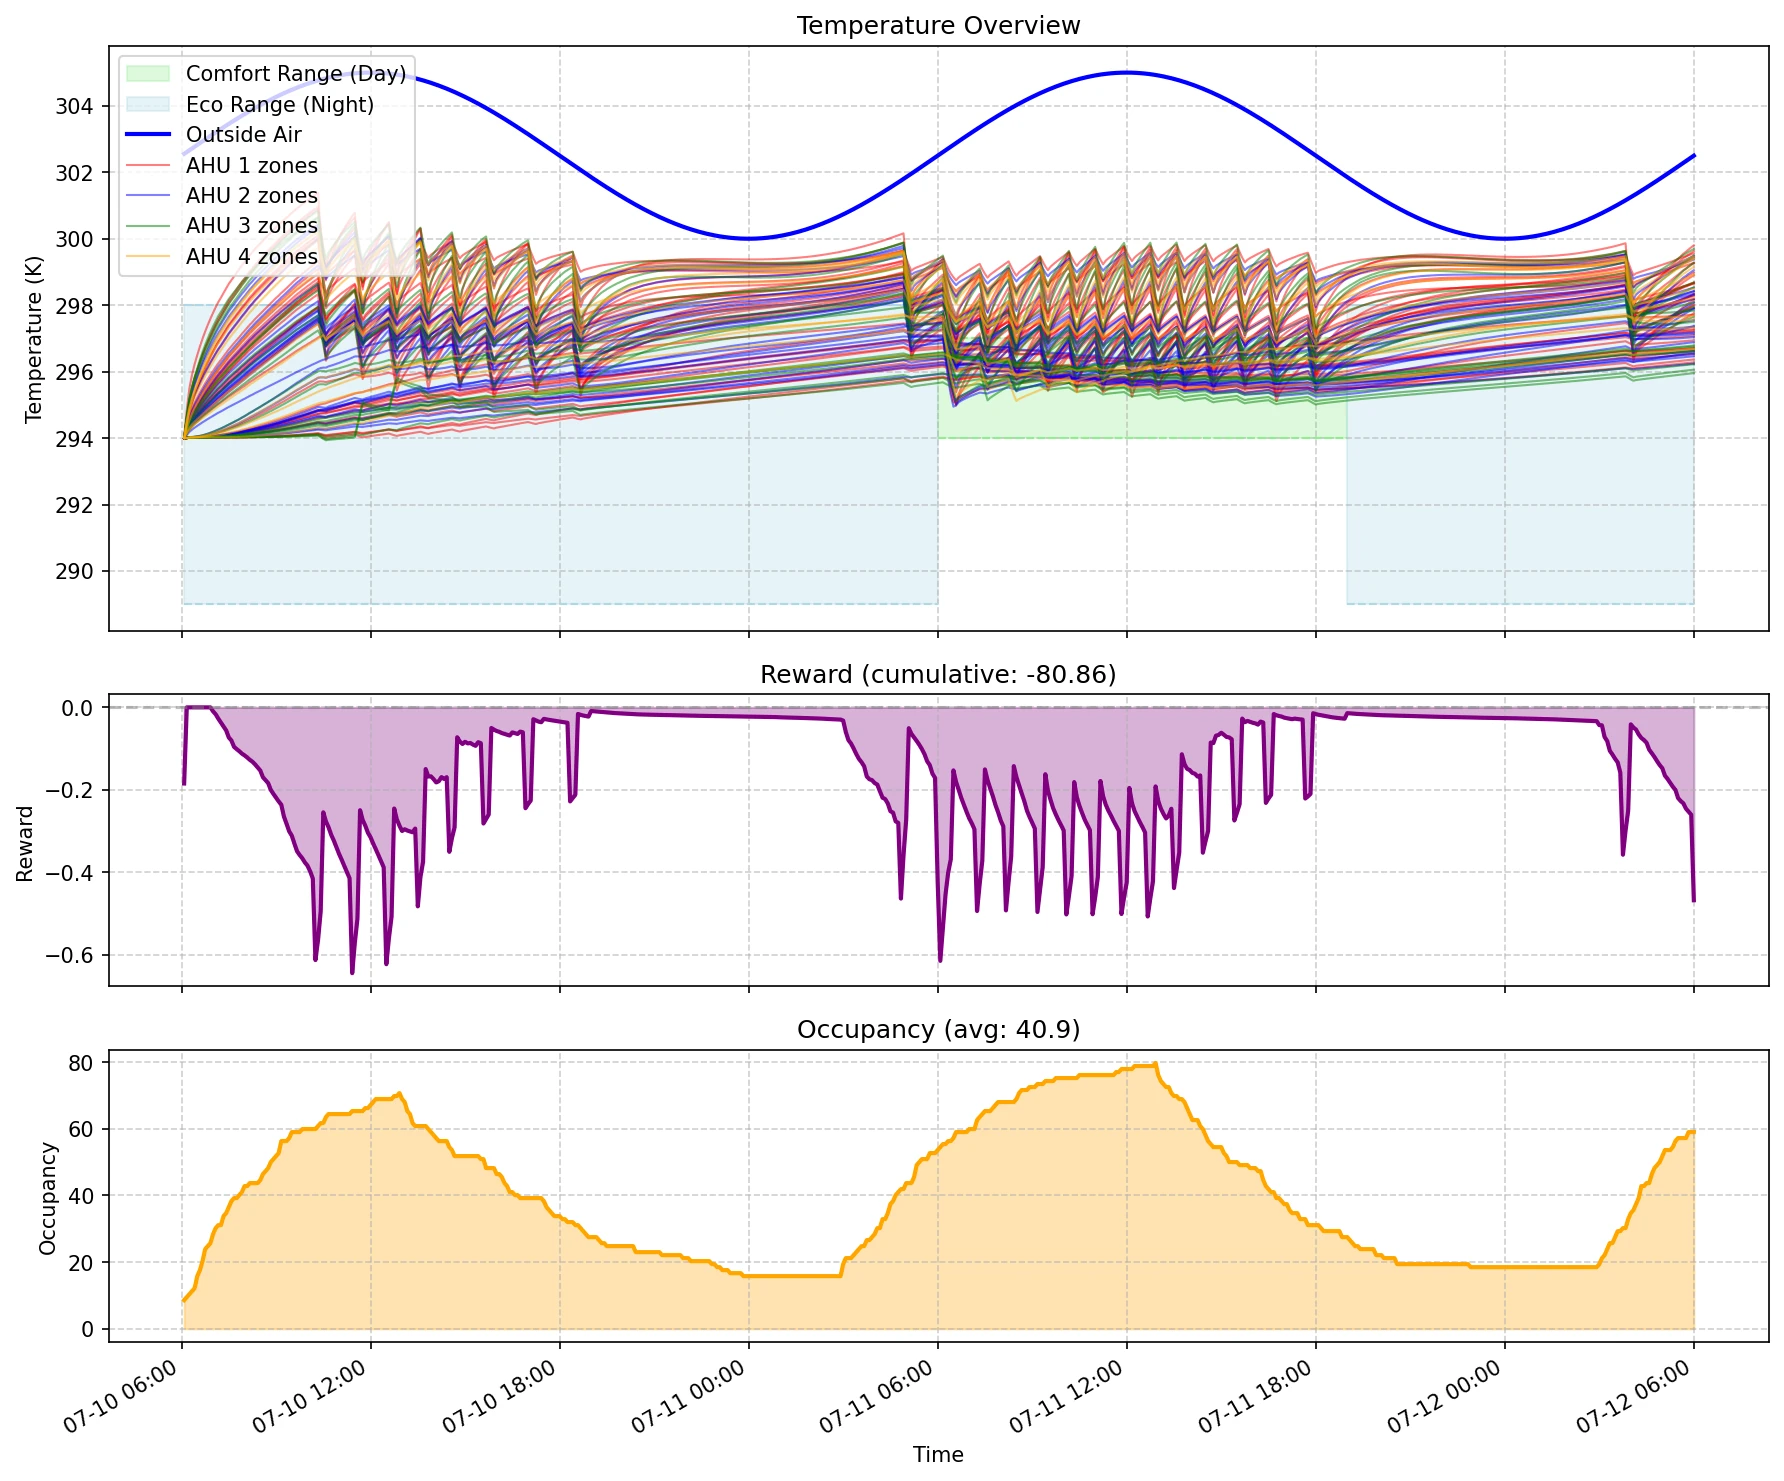 Temperature Overview
Comfort Range (Day)
Eco Range (Night)
Outside Air
AHU 1 zones
AHU 2 zones
AHU 3 zones
AHU 4 zones
Temperature (K)
304
302
300
298
296
294
292
290
Reward (cumulative: -80.86)
Reward
0.0
−0.2
−0.4
−0.6
Occupancy (avg: 40.9)
Occupancy
80
60
40
20
0
07-10 06:00
07-10 12:00
07-10 18:00
07-11 00:00
07-11 06:00
07-11 12:00
07-11 18:00
07-12 00:00
07-12 06:00
Time